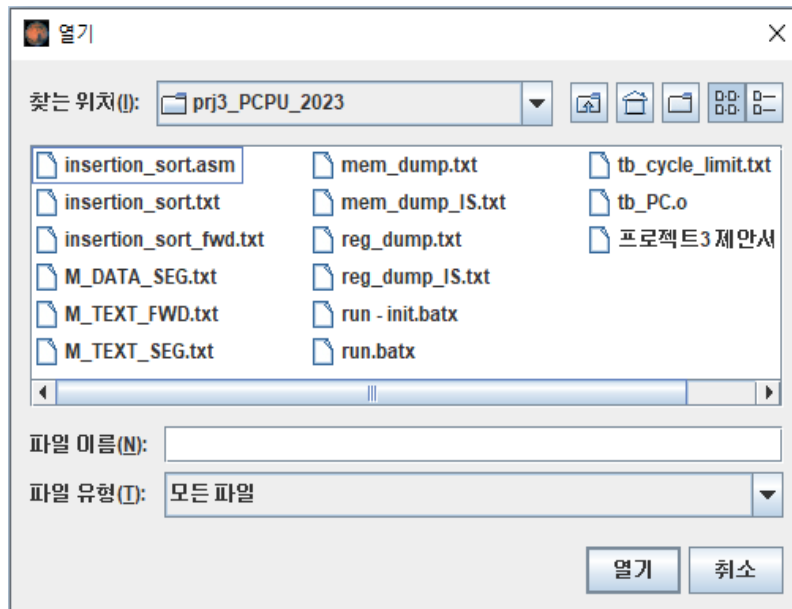 열기
찾는 위치(I): prj3_PCPU_2023
insertion_sort.asm mem_dump.txt tb_cycle_limit.txt
insertion_sort.txt mem_dump_IS.txt tb_PC.o
insertion_sort_fwd.txt reg_dump.txt 프로젝트3 제안서
M_DATA_SEG.txt reg_dump_IS.txt
M_TEXT_FWD.txt run - init.batx
M_TEXT_SEG.txt run.batx
파일 이름(N):
파일 유형(T): 모든 파일
열기 취소